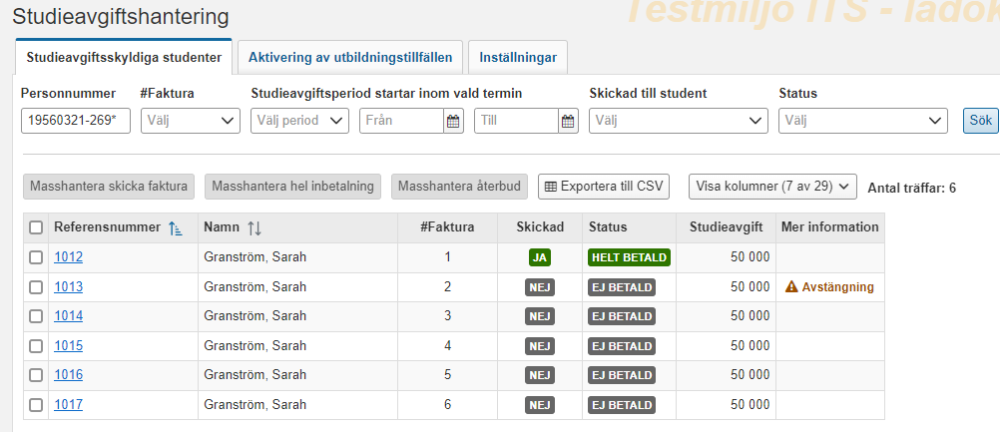 Testmiljö ITS - ladok
Studieavgiftshantering
Studieavgiftsskyldiga studenter Aktivering av utbildningstillfällen Inställningar
Personnummer #Faktura Studieavgiftsperiod startar inom vald termin Skickad till student Status
19560321-269* Välj Välj period Från Till Välj Välj Sök
Masshantera skicka faktura Masshantera hel inbetalning Masshantera återbud Exportera till CSV Visa kolumner (7 av 29) Antal träffar: 6
Referensnummer Namn #Faktura Skickad Status Studieavgift Mer information
1012 Granström, Sarah 1 JA HELT BETALD 50 000
1013 Granström, Sarah 2 NEJ EJ BETALD 50 000 Avstängning
1014 Granström, Sarah 3 NEJ EJ BETALD 50 000
1015 Granström, Sarah 4 NEJ EJ BETALD 50 000
1016 Granström, Sarah 5 NEJ EJ BETALD 50 000
1017 Granström, Sarah 6 NEJ EJ BETALD 50 000